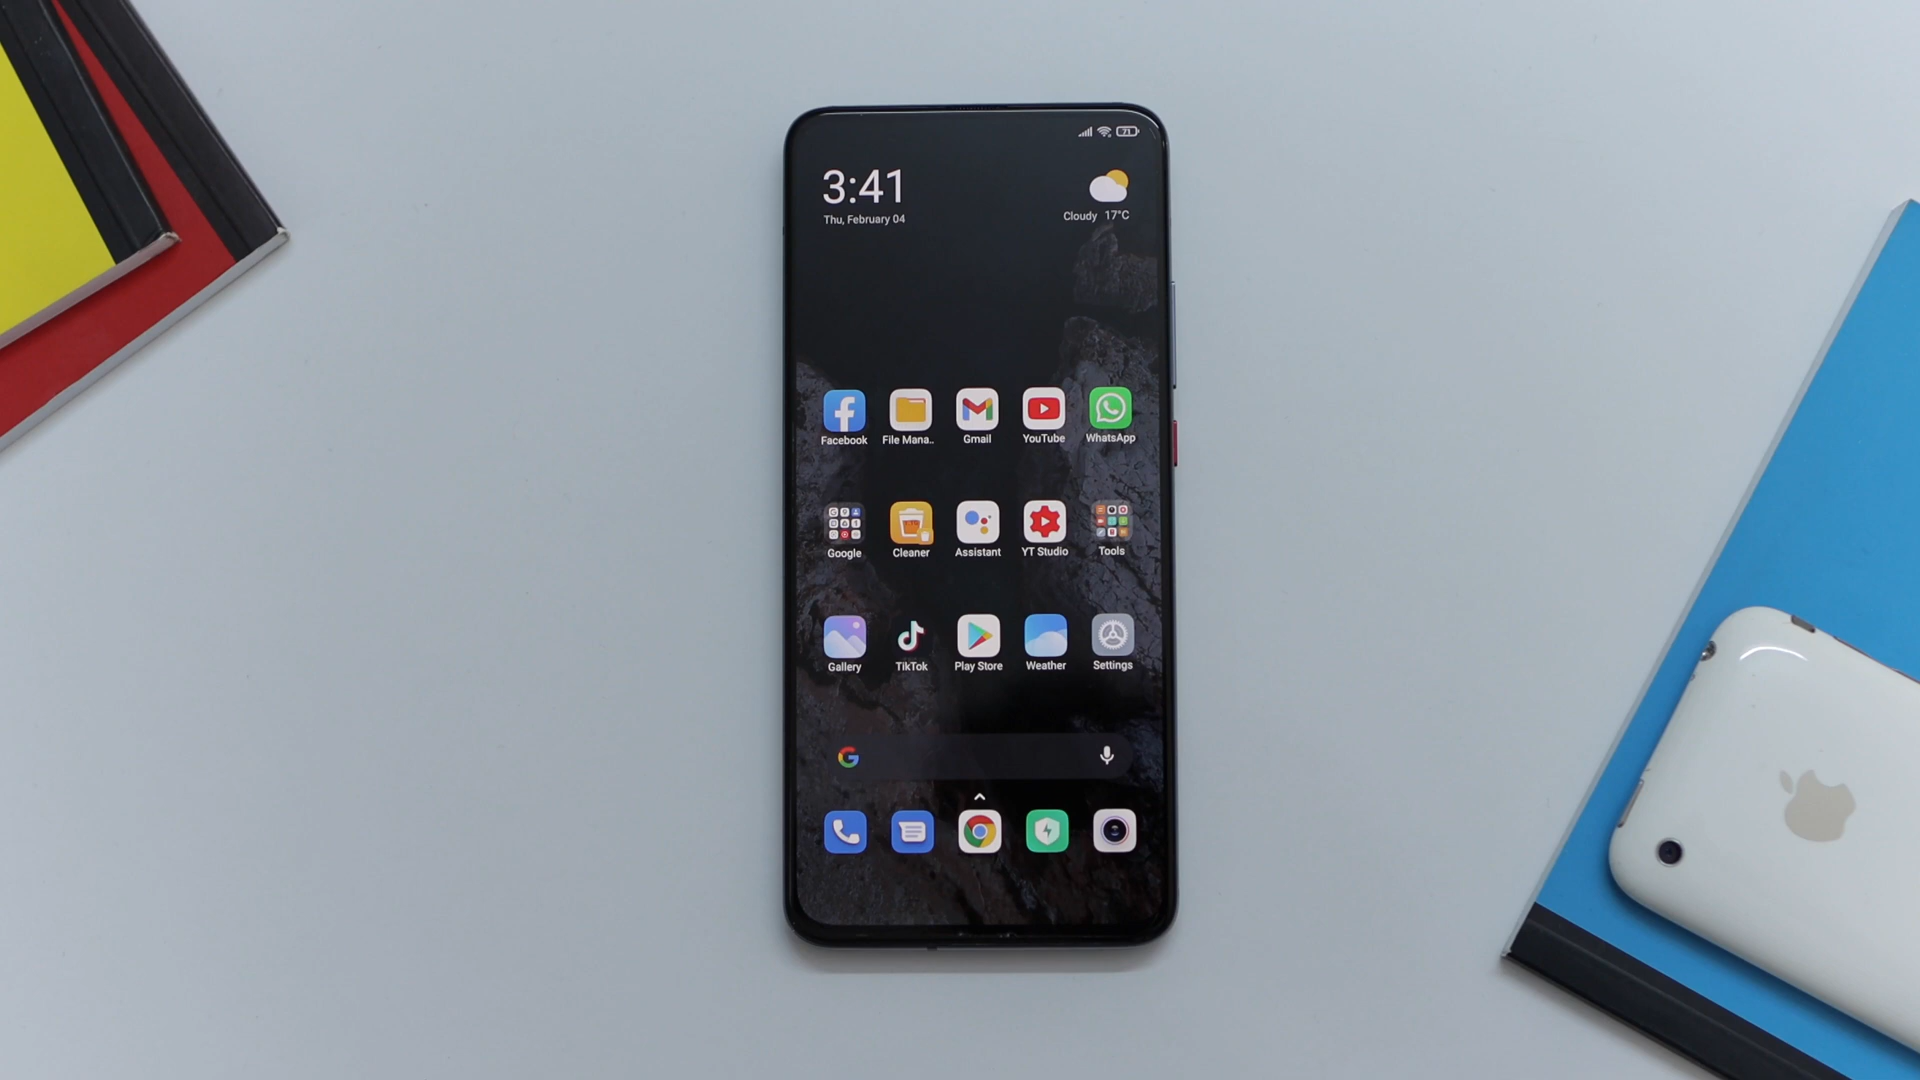 71
3:41
Thu, February 04
Cloudy 17°C
Facebook File Mana.. Gmail YouTube WhatsApp
Google Cleaner Assistant YT Studio Tools
Gallery TikTok Play Store Weather Settings